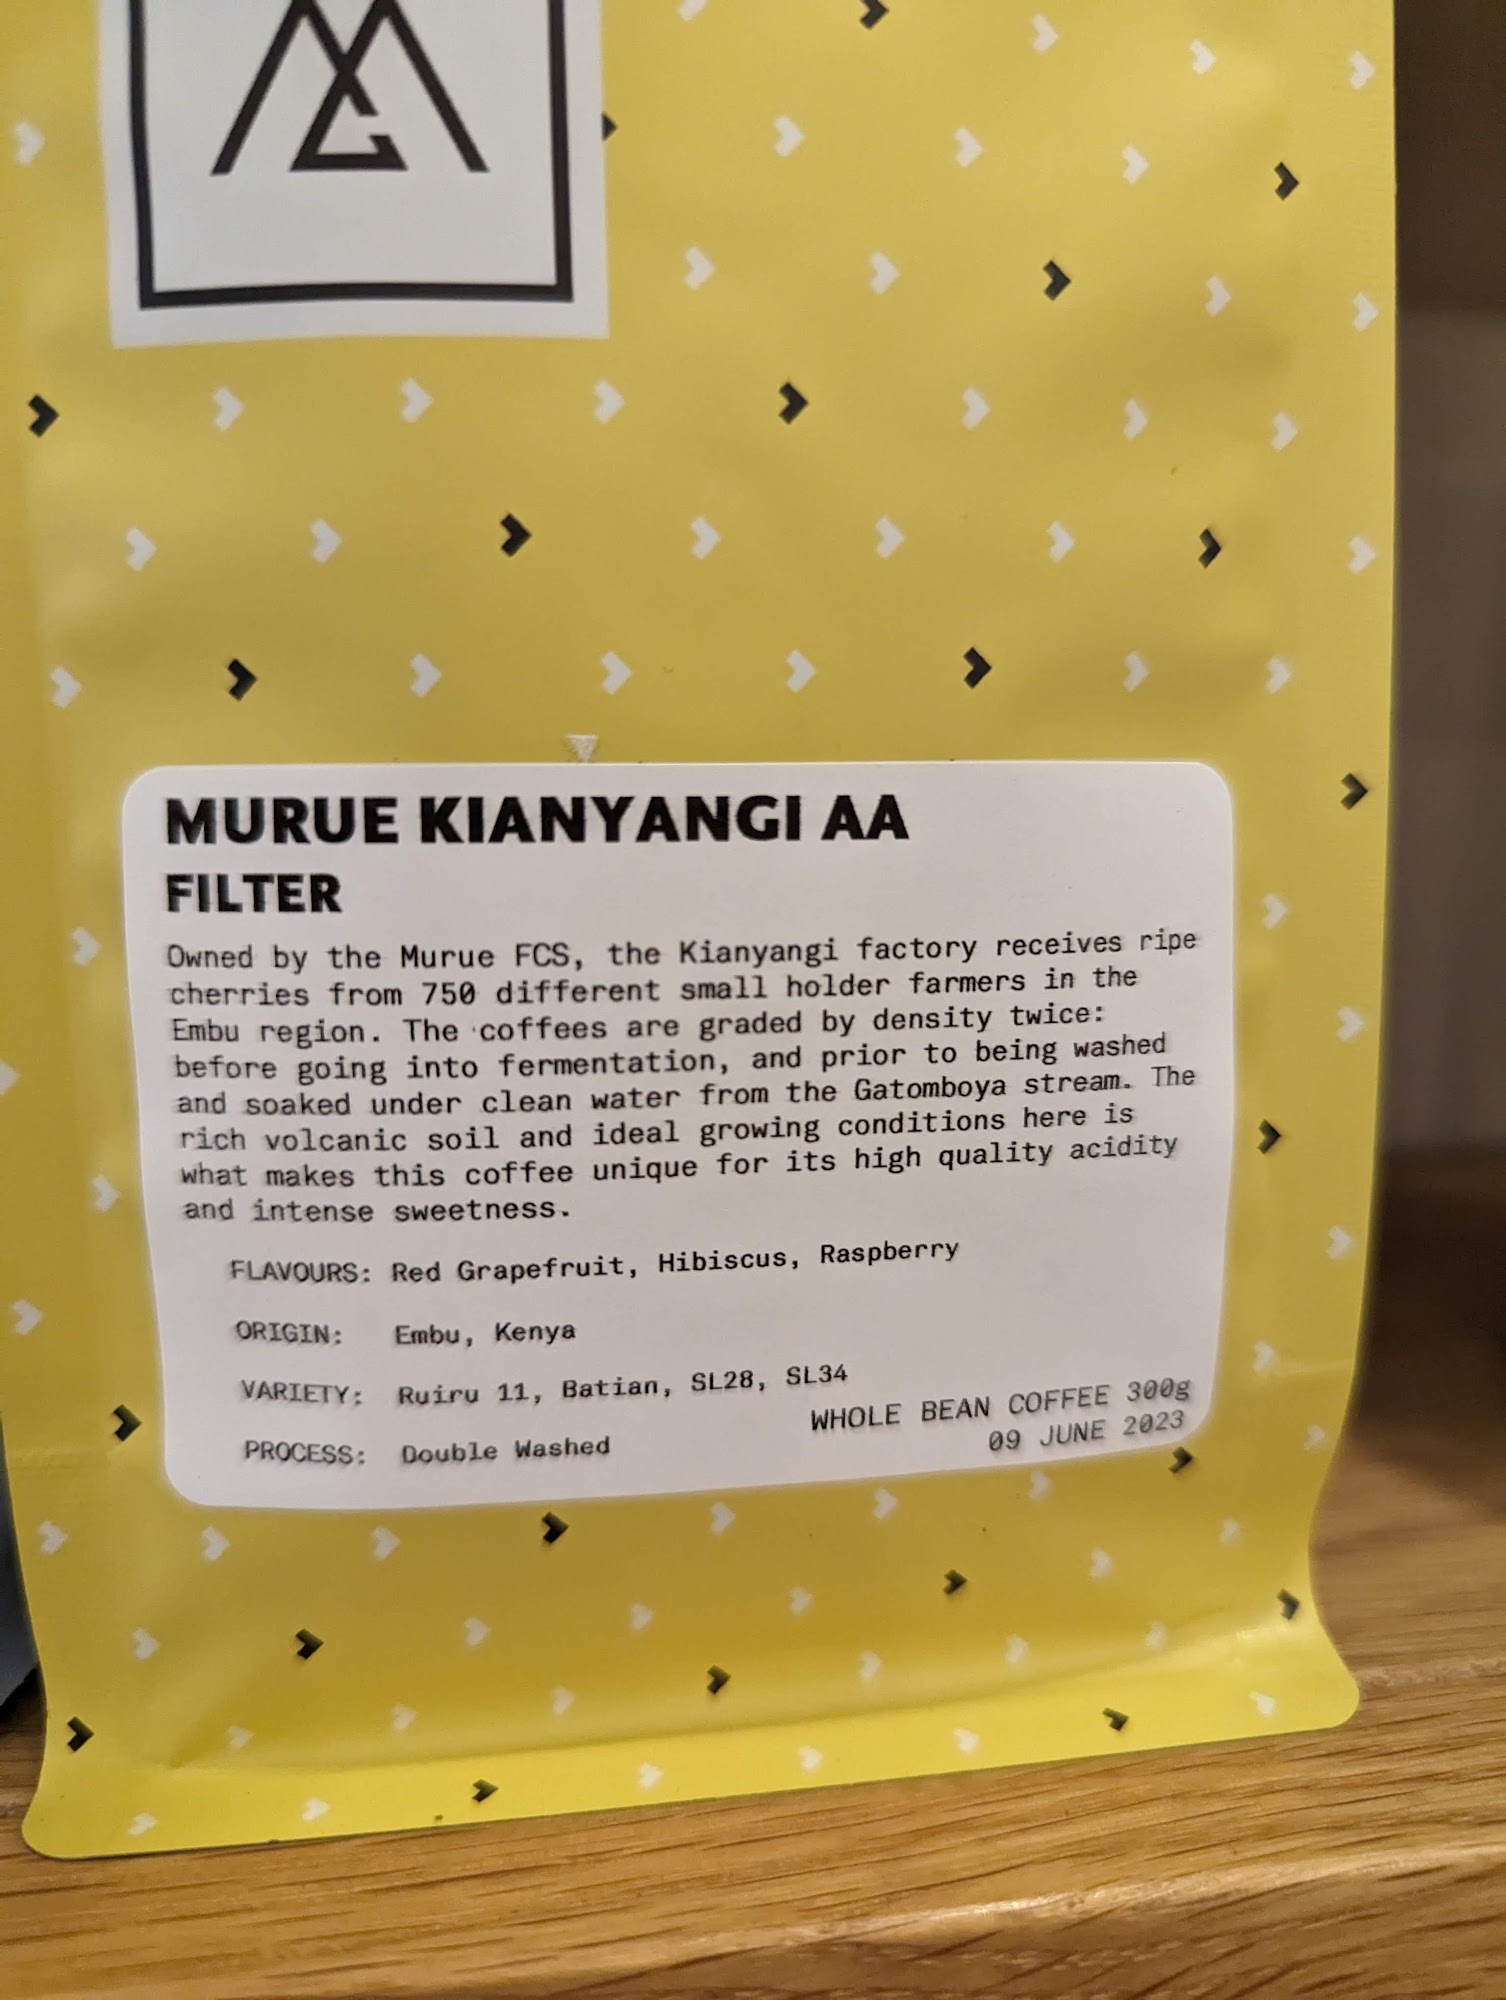 MURUE KIANYANGI AA
FILTER
Owned by the Murue FCS, the Kianyangi factory receives ripe
cherries from 750 different small holder farmers in the
Embu region. The coffees are graded by density twice:
before going into fermentation, and prior to being washed
and soaked under clean water from the Gatomboya stream. The
rich volcanic soil and ideal growing conditions here is
what makes this coffee unique for its high quality acidity
and intense sweetness.
FLAVOURS: Red Grapefruit, Hibiscus, Raspberry
ORIGIN: Embu, Kenya
VARIETY: Ruiru 11, Batian, SL28, SL34
PROCESS: Double Washed
WHOLE BEAN COFFEE 300g
09 JUNE 2023